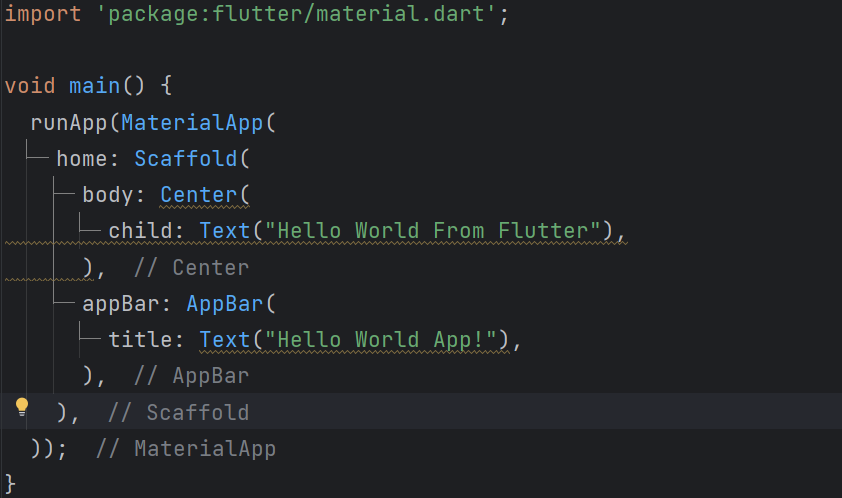 import 'package:flutter/material.dart';
void main() {
runApp(MaterialApp(
home: Scaffold(
body: Center(
child: Text("Hello World From Flutter"),
), // Center
appBar: AppBar(
title: Text("Hello World App!"),
), // AppBar
), // Scaffold
)); // MaterialApp
}